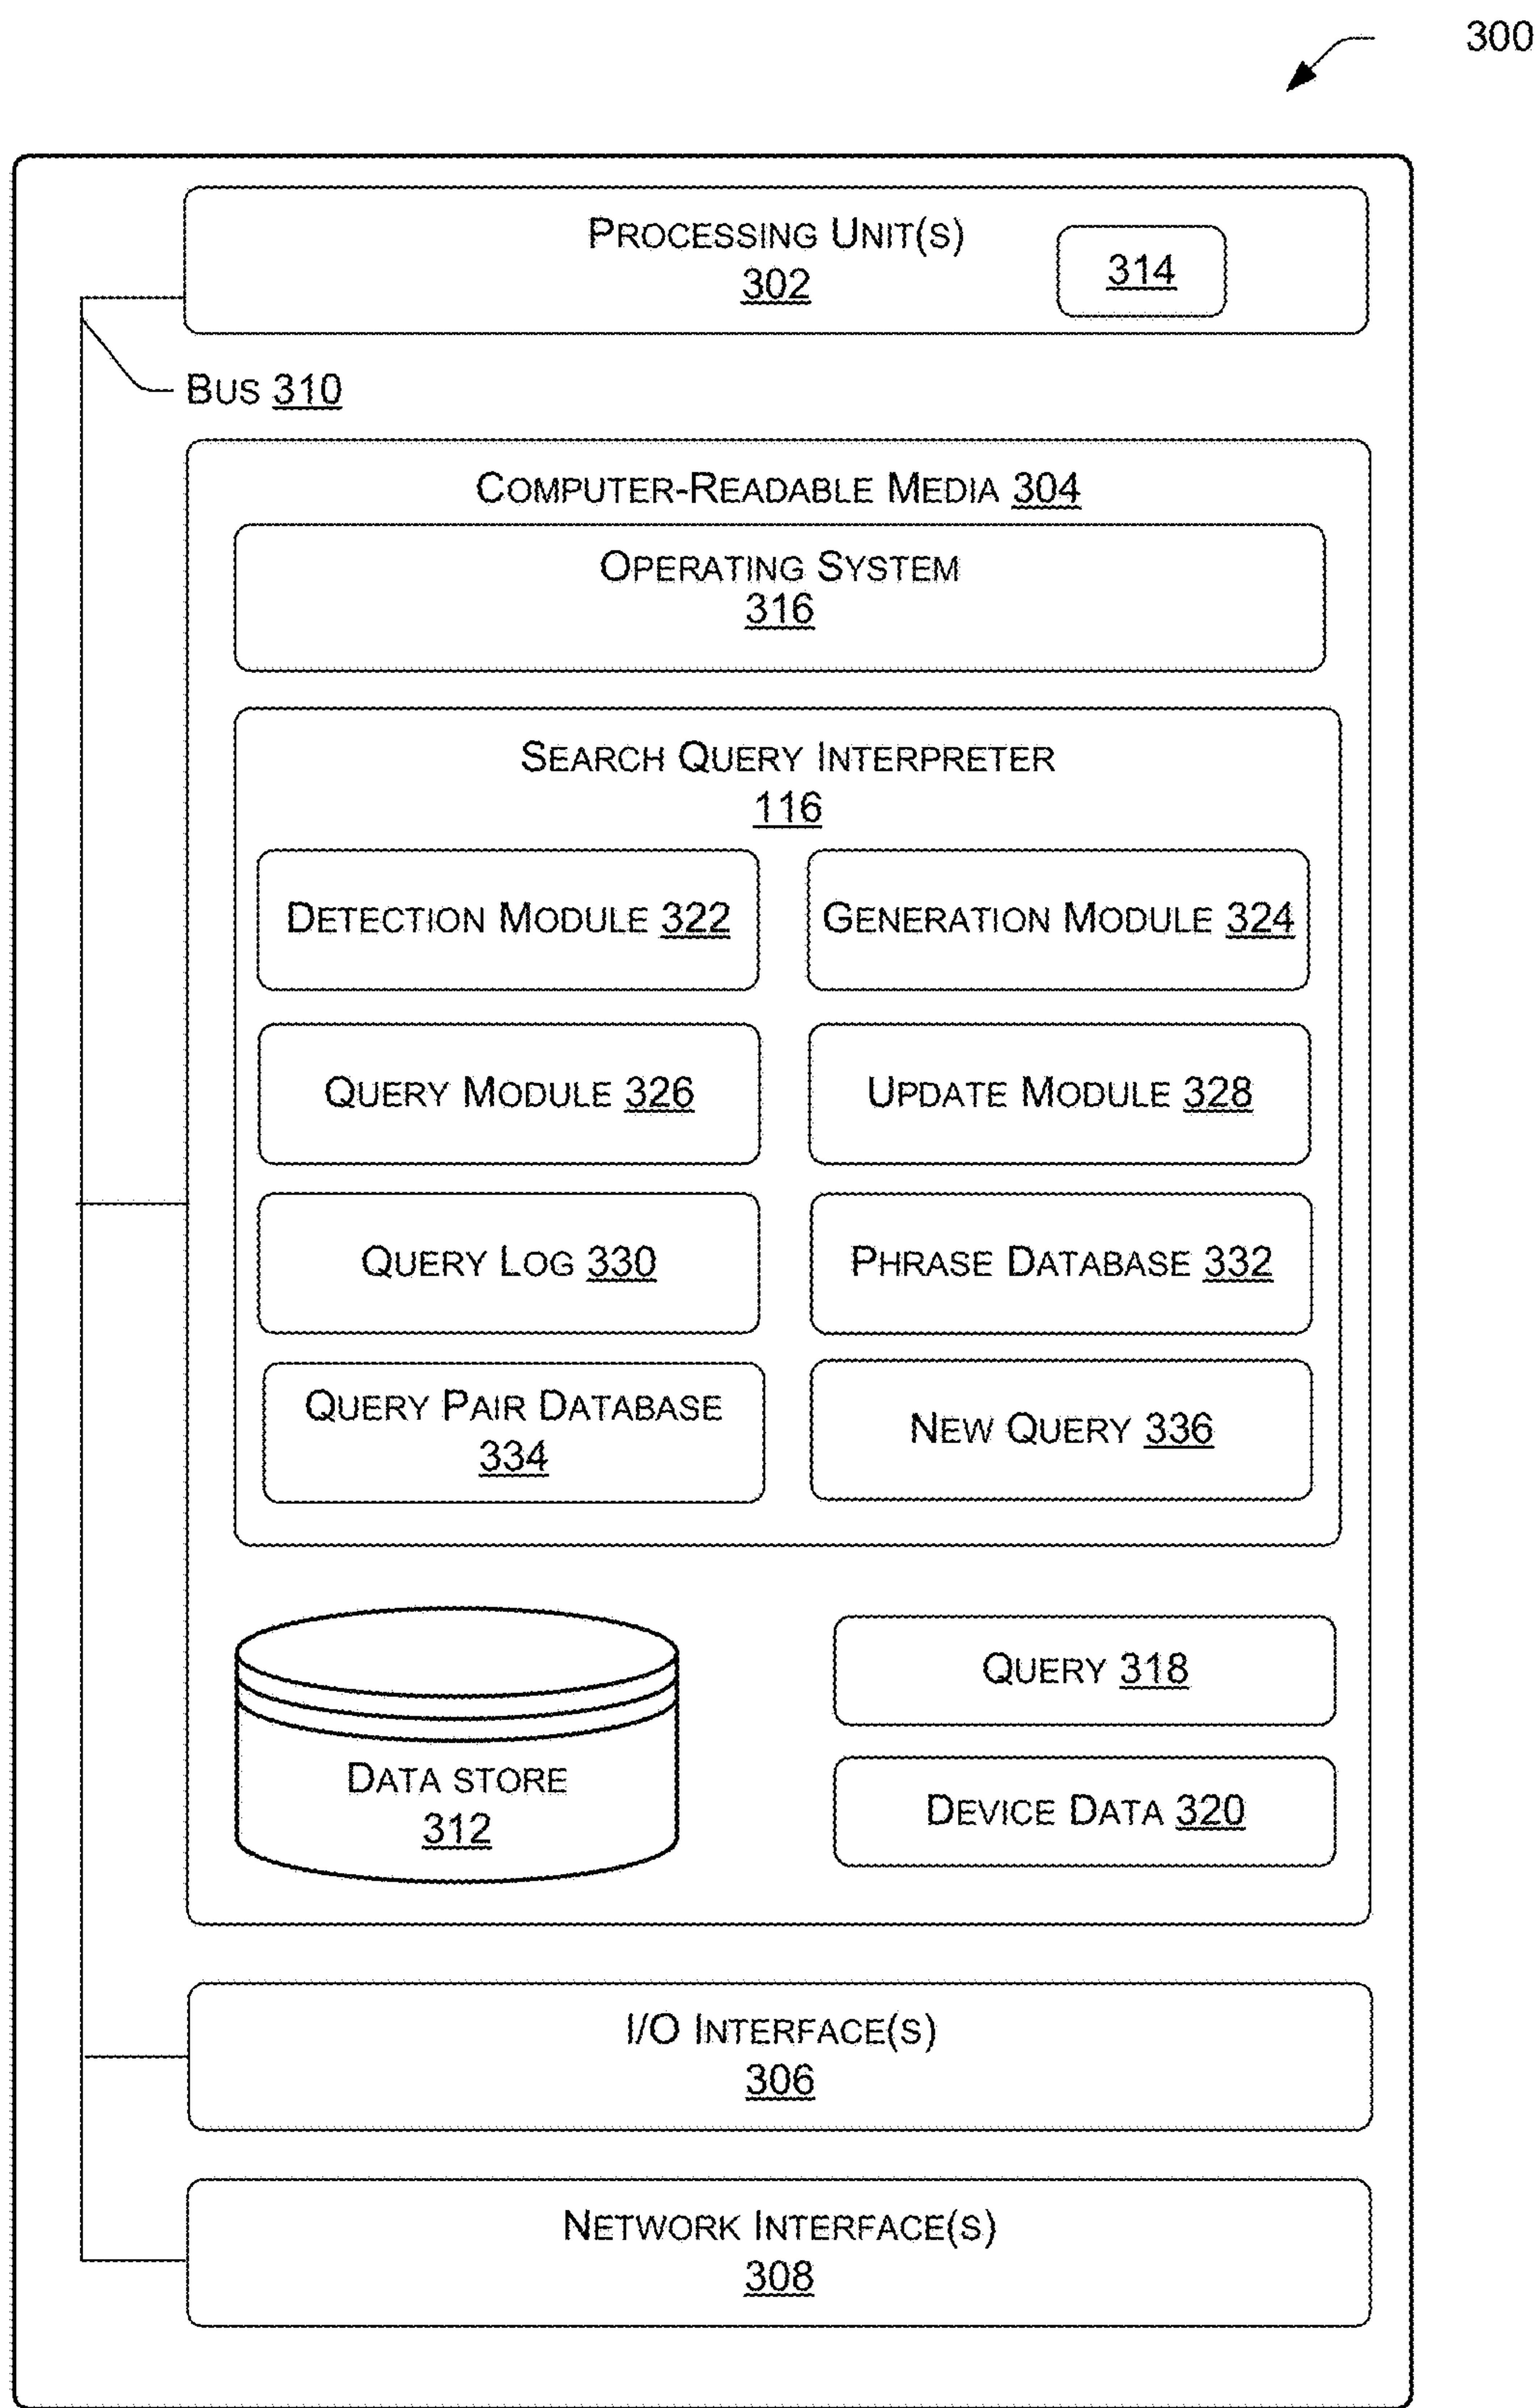 300
PROCESSING UNIT(S)
302
314
BUS 310
COMPUTER-READABLE MEDIA 304
OPERATING SYSTEM
316
SEARCH QUERY INTERPRETER
116
DETECTION MODULE 322
GENERATION MODULE 324
QUERY MODULE 326
UPDATE MODULE 328
QUERY LOG 330
PHRASE DATABASE 332
QUERY PAIR DATABASE
334
NEW QUERY 336
DATA STORE
312
QUERY 318
DEVICE DATA 320
I/O INTERFACE(S)
306
NETWORK INTERFACE(S)
308